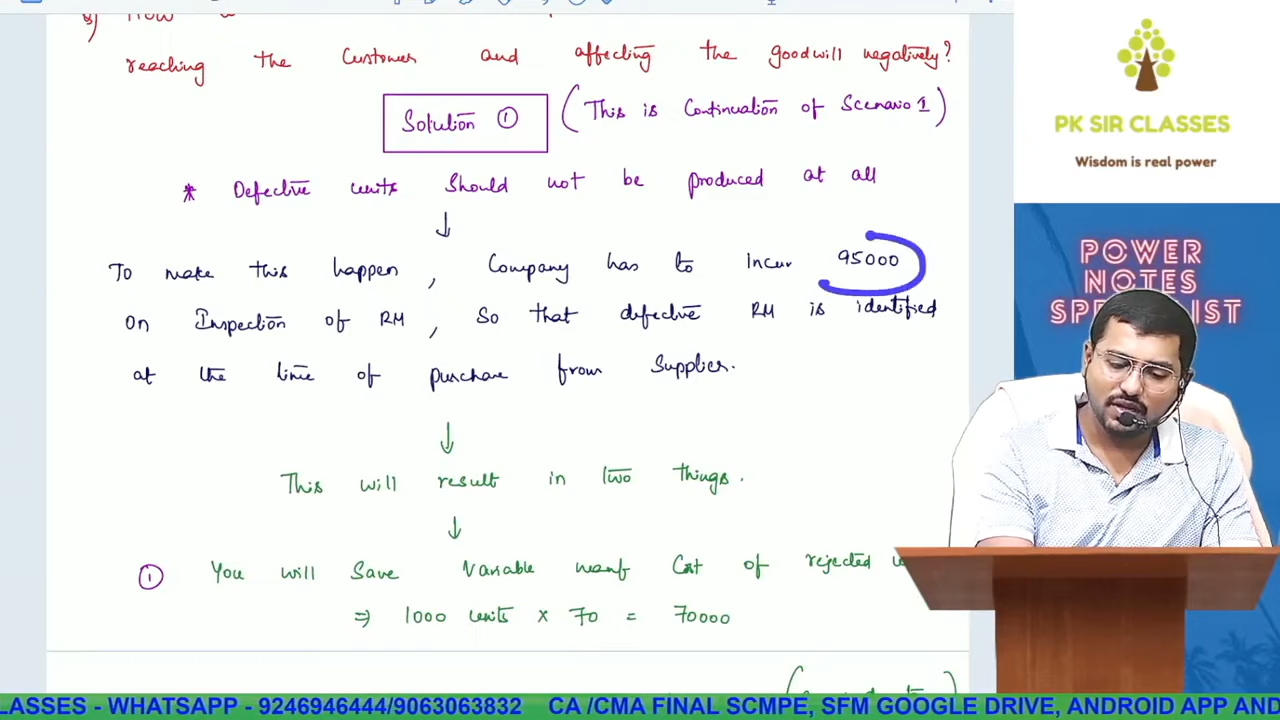 reaching the customer and affecting the goodwill negatively?
Solution ① (This is Continuation of Scenario 1)
* Defective units Should not be produced at all
↓
To make this happen, Company has to incur 95000
On Inspection of RM, So that defective RM is identified
at the time of purchase from Supplier.
↓
This will result in two things.
↓
① You will Save Variable manf Cost of rejected
⇒ 1000 units × 70 = 70000
PK SIR CLASSES
Wisdom is real power
POWER
NOTES
SPECIALIST
LASSES - WHATSAPP - 9246946444/9063063832 CA /CMA FINAL SCMPE, SFM GOOGLE DRIVE, ANDROID APP AND